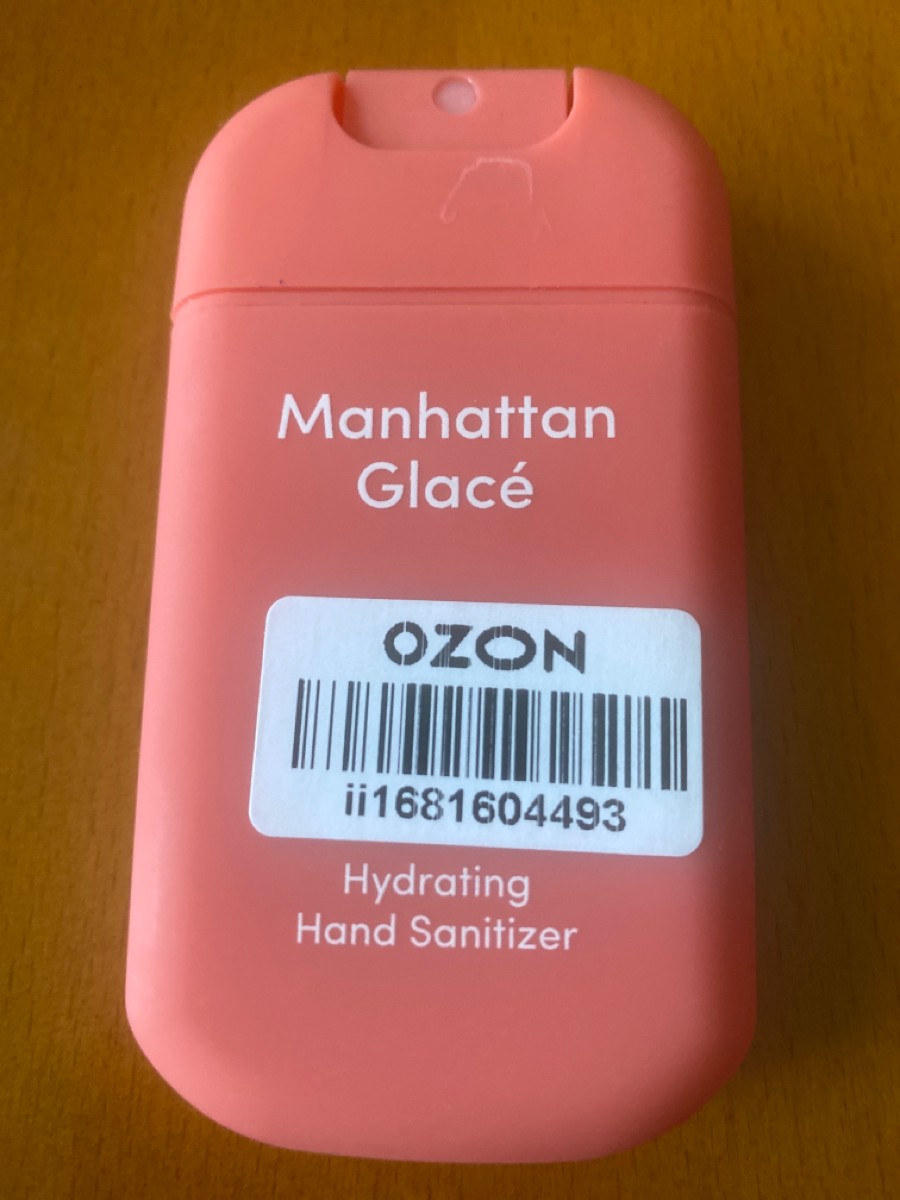 Manhattan
Glacé
OZON
ii1681604493
Hydrating
Hand Sanitizer